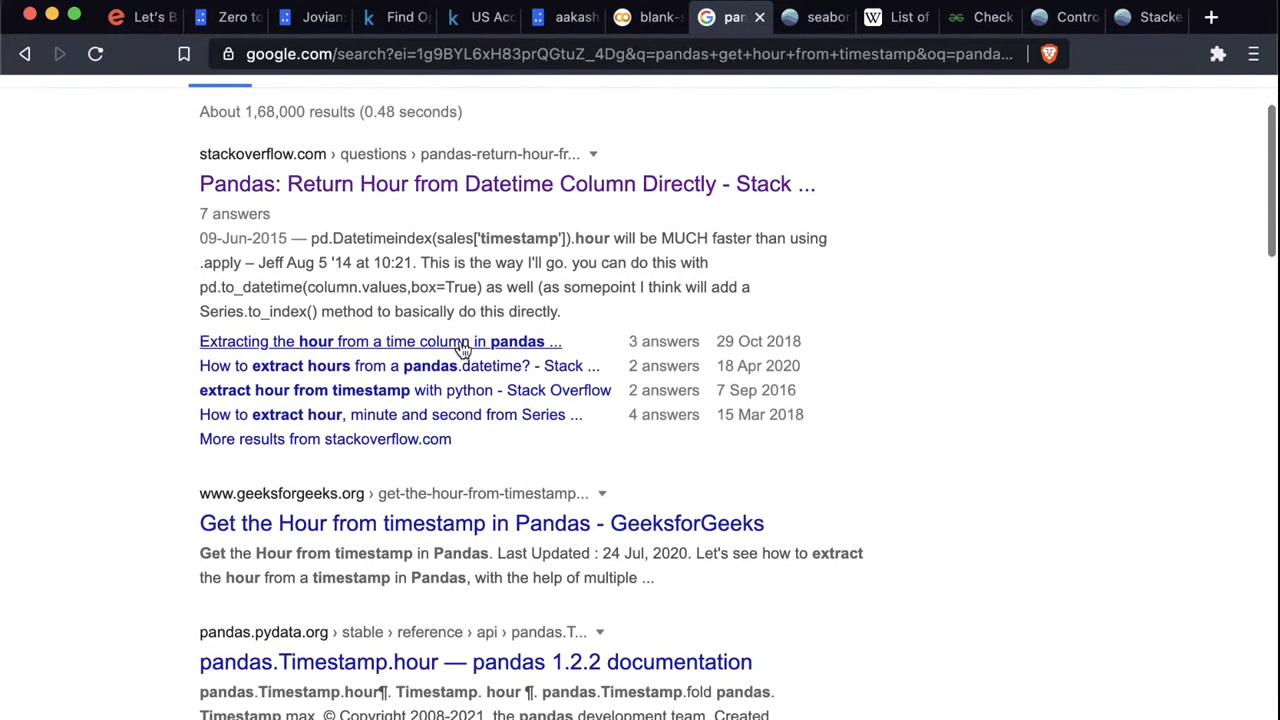 Let's B
Zero to
Jovian:
Find O
US Acc
aakash
blank-
pan
seabor
List of
Check
Contro
Stacke
google.com/search?ei=1g9BYL6xH83prQGtuZ_4Dg&q=pandas+get+hour+from+timestamp&oq=panda...
About 1,68,000 results (0.48 seconds)
stackoverflow.com › questions › pandas-return-hour-fr...
Pandas: Return Hour from Datetime Column Directly - Stack ...
7 answers
09-Jun-2015 — pd.Datetimeindex(sales['timestamp']).hour will be MUCH faster than using
.apply – Jeff Aug 5 '14 at 10:21. This is the way I'll go. you can do this with
pd.to_datetime(column.values,box=True) as well (as somepoint I think will add a
Series.to_index() method to basically do this directly.
Extracting the hour from a time column in pandas ... 3 answers 29 Oct 2018
How to extract hours from a pandas.datetime? - Stack ... 2 answers 18 Apr 2020
extract hour from timestamp with python - Stack Overflow 2 answers 7 Sep 2016
How to extract hour, minute and second from Series ... 4 answers 15 Mar 2018
More results from stackoverflow.com
www.geeksforgeeks.org › get-the-hour-from-timestamp...
Get the Hour from timestamp in Pandas - GeeksforGeeks
Get the Hour from timestamp in Pandas. Last Updated : 24 Jul, 2020. Let's see how to extract
the hour from a timestamp in Pandas, with the help of multiple ...
pandas.pydata.org › stable › reference › api › pandas.T...
pandas.Timestamp.hour — pandas 1.2.2 documentation
pandas.Timestamp.hour¶. Timestamp. hour ¶. pandas.Timestamp.fold pandas.
Timestamp max. © Copyright 2008-2021, the pandas development team. Created